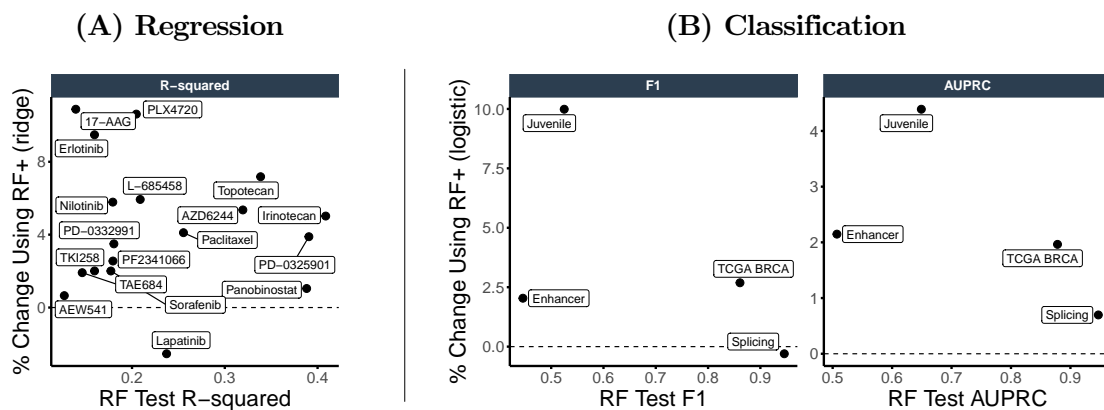 (A) Regression
(B) Classification
R−squared
% Change Using RF+ (ridge)
8
4
0
17−AAG
PLX4720
Erlotinib
L−685458
Nilotinib
Topotecan
AZD6244
Irinotecan
PD−0332991
Paclitaxel
TKI258
PF2341066
PD−0325901
TAE684
Panobinostat
Sorafenib
AEW541
Lapatinib
0.2
0.3
0.4
RF Test R−squared
F1
% Change Using RF+ (logistic)
10.0
7.5
5.0
2.5
0.0
Juvenile
TCGA BRCA
Enhancer
Splicing
0.5
0.6
0.7
0.8
0.9
RF Test F1
AUPRC
4
3
2
1
0
Juvenile
Enhancer
TCGA BRCA
Splicing
0.5
0.6
0.7
0.8
0.9
RF Test AUPRC